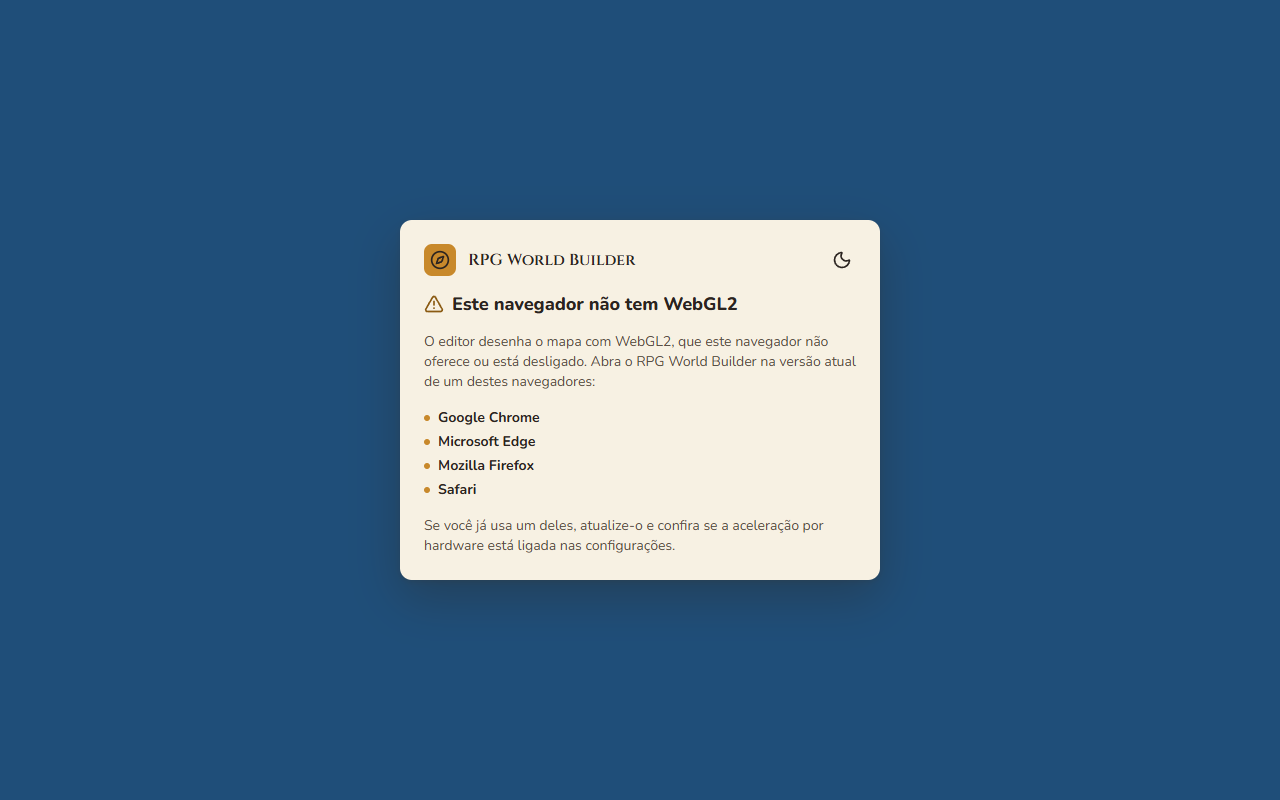 RPG World Builder
Este navegador não tem WebGL2
O editor desenha o mapa com WebGL2, que este navegador não
oferece ou está desligado. Abra o RPG World Builder na versão atual
de um destes navegadores:
Google Chrome
Microsoft Edge
Mozilla Firefox
Safari
Se você já usa um deles, atualize-o e confira se a aceleração por
hardware está ligada nas configurações.